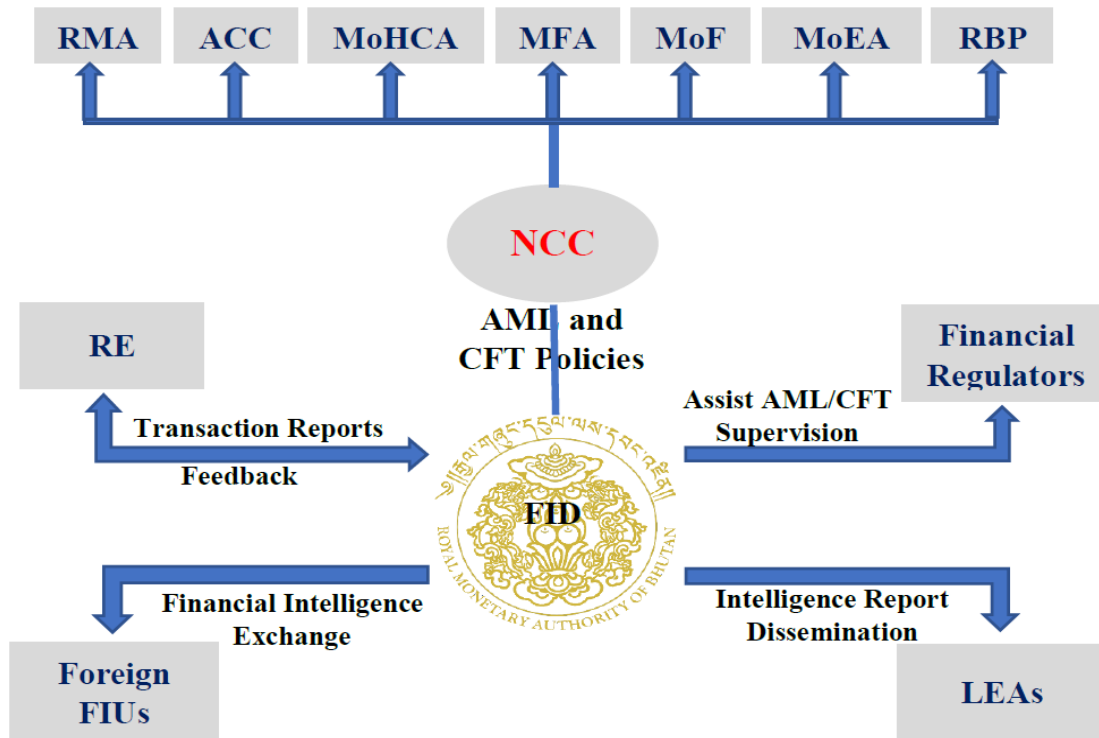 RMA
ACC
MoHCA
MFA
MoF
MoEA
RBP
NCC
AML and
CFT Policies
RE
Financial
Regulators
Transaction Reports
Feedback
Assist AML/CFT
Supervision
FID
ROYAL MONETARY AUTHORITY OF BHUTAN
Financial Intelligence
Exchange
Intelligence Report
Dissemination
Foreign
FIUs
LEAs